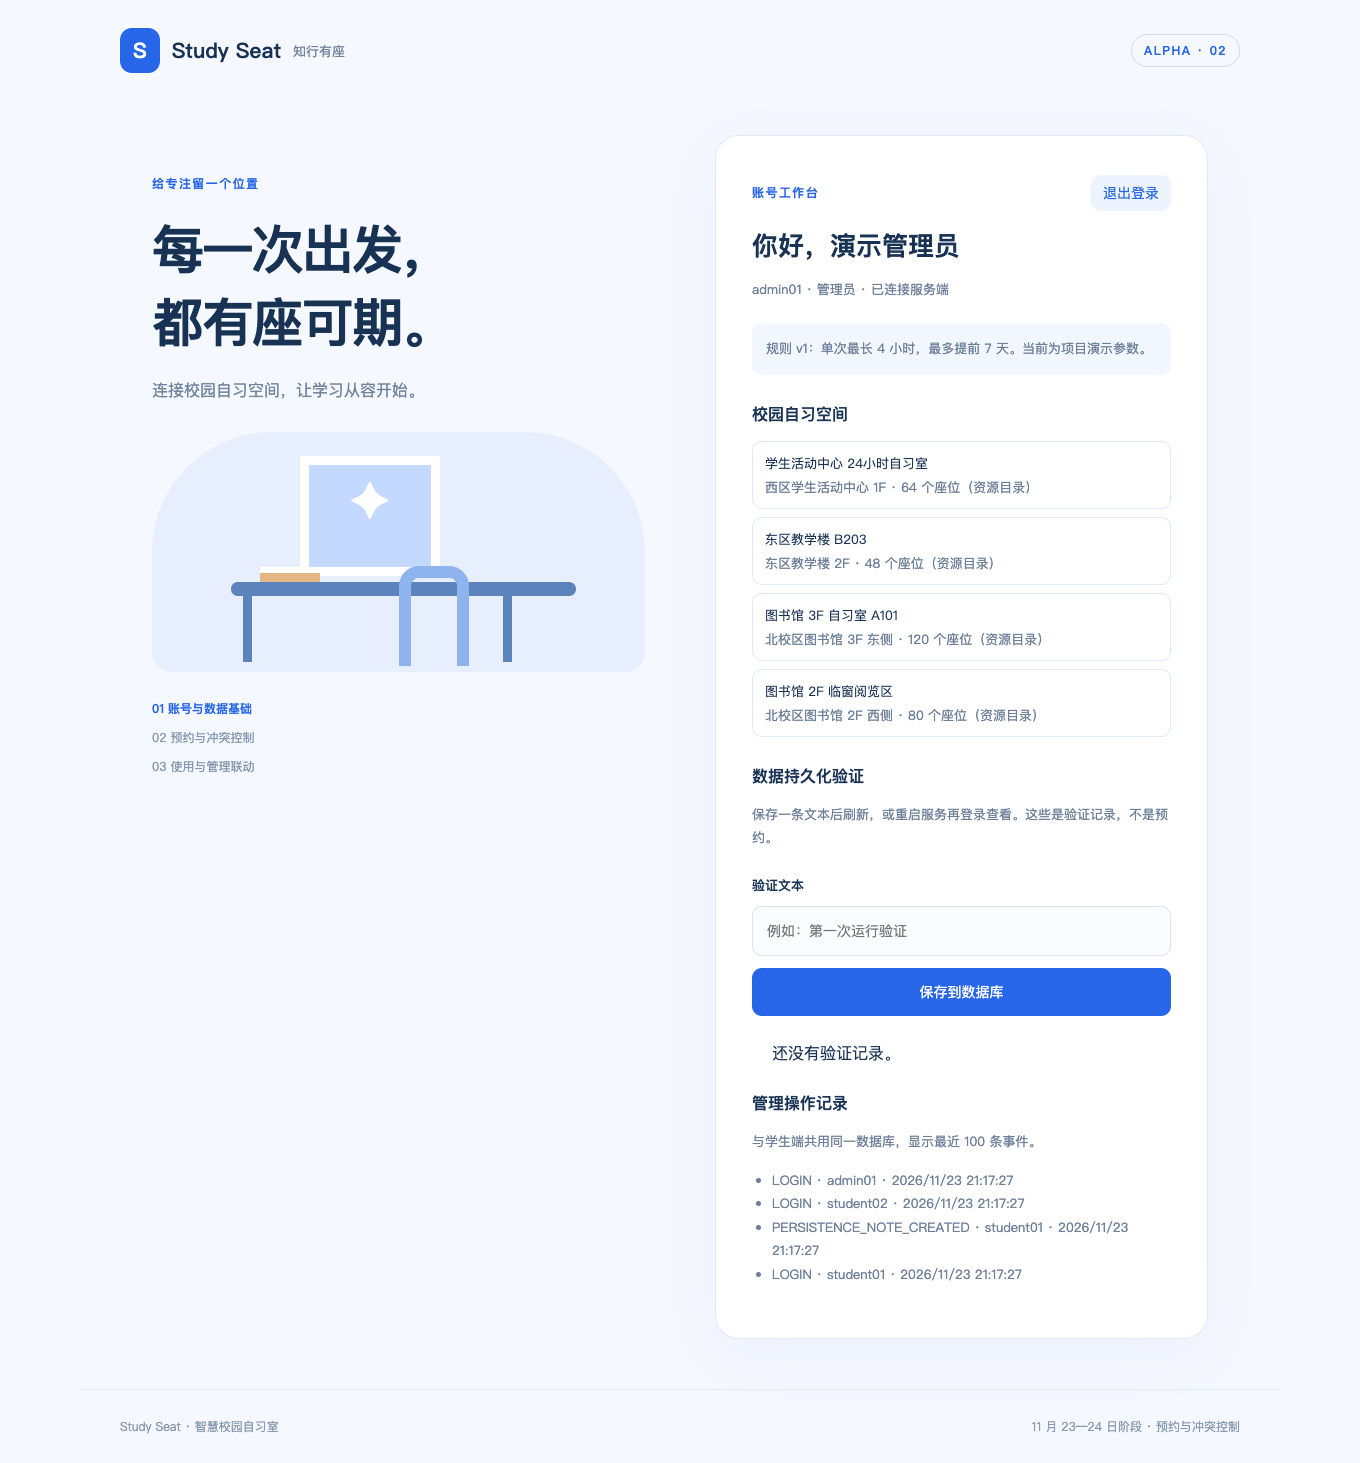 S Study Seat 知行有座
ALPHA · 02
给专注留一个位置
每一次出发，
都有座可期。
连接校园自习空间，让学习从容开始。
01 账号与数据基础
02 预约与冲突控制
03 使用与管理联动
账号工作台
退出登录
你好，演示管理员
admin01 · 管理员 · 已连接服务端
规则 v1：单次最长 4 小时，最多提前 7 天。当前为项目演示参数。
校园自习空间
学生活动中心 24小时自习室
西区学生活动中心 1F · 64 个座位（资源目录）
东区教学楼 B203
东区教学楼 2F · 48 个座位（资源目录）
图书馆 3F 自习室 A101
北校区图书馆 3F 东侧 · 120 个座位（资源目录）
图书馆 2F 临窗阅览区
北校区图书馆 2F 西侧 · 80 个座位（资源目录）
数据持久化验证
保存一条文本后刷新，或重启服务再登录查看。这些是验证记录，不是预
约。
验证文本
例如：第一次运行验证
保存到数据库
还没有验证记录。
管理操作记录
与学生端共用同一数据库，显示最近 100 条事件。
LOGIN · admin01 · 2026/11/23 21:17:27
LOGIN · student02 · 2026/11/23 21:17:27
PERSISTENCE_NOTE_CREATED · student01 · 2026/11/23
21:17:27
LOGIN · student01 · 2026/11/23 21:17:27
Study Seat · 智慧校园自习室
11 月 23—24 日阶段 · 预约与冲突控制